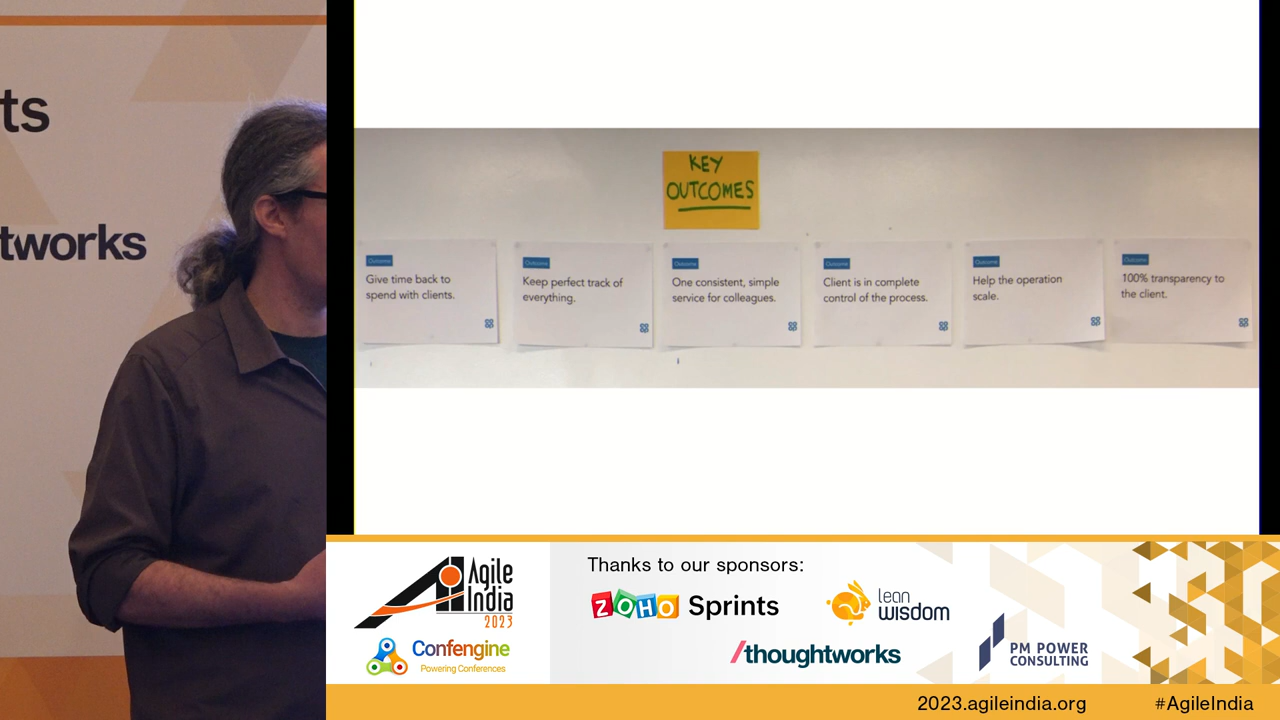 ts
tworks
KEY
OUTCOMES
Outcome
Give time back to
spend with clients.
Outcome
Keep perfect track of
everything.
Outcome
One consistent, simple
service for colleagues.
Outcome
Client is in complete
control of the process.
Outcome
Help the operation
scale.
Outcome
100% transparency to
the client.
Agile
India
2023
Confengine
Powering Conferences
Thanks to our sponsors:
ZOHO Sprints
lean
wisdom
/thoughtworks
PM POWER
CONSULTING
2023.agileindia.org
#AgileIndia